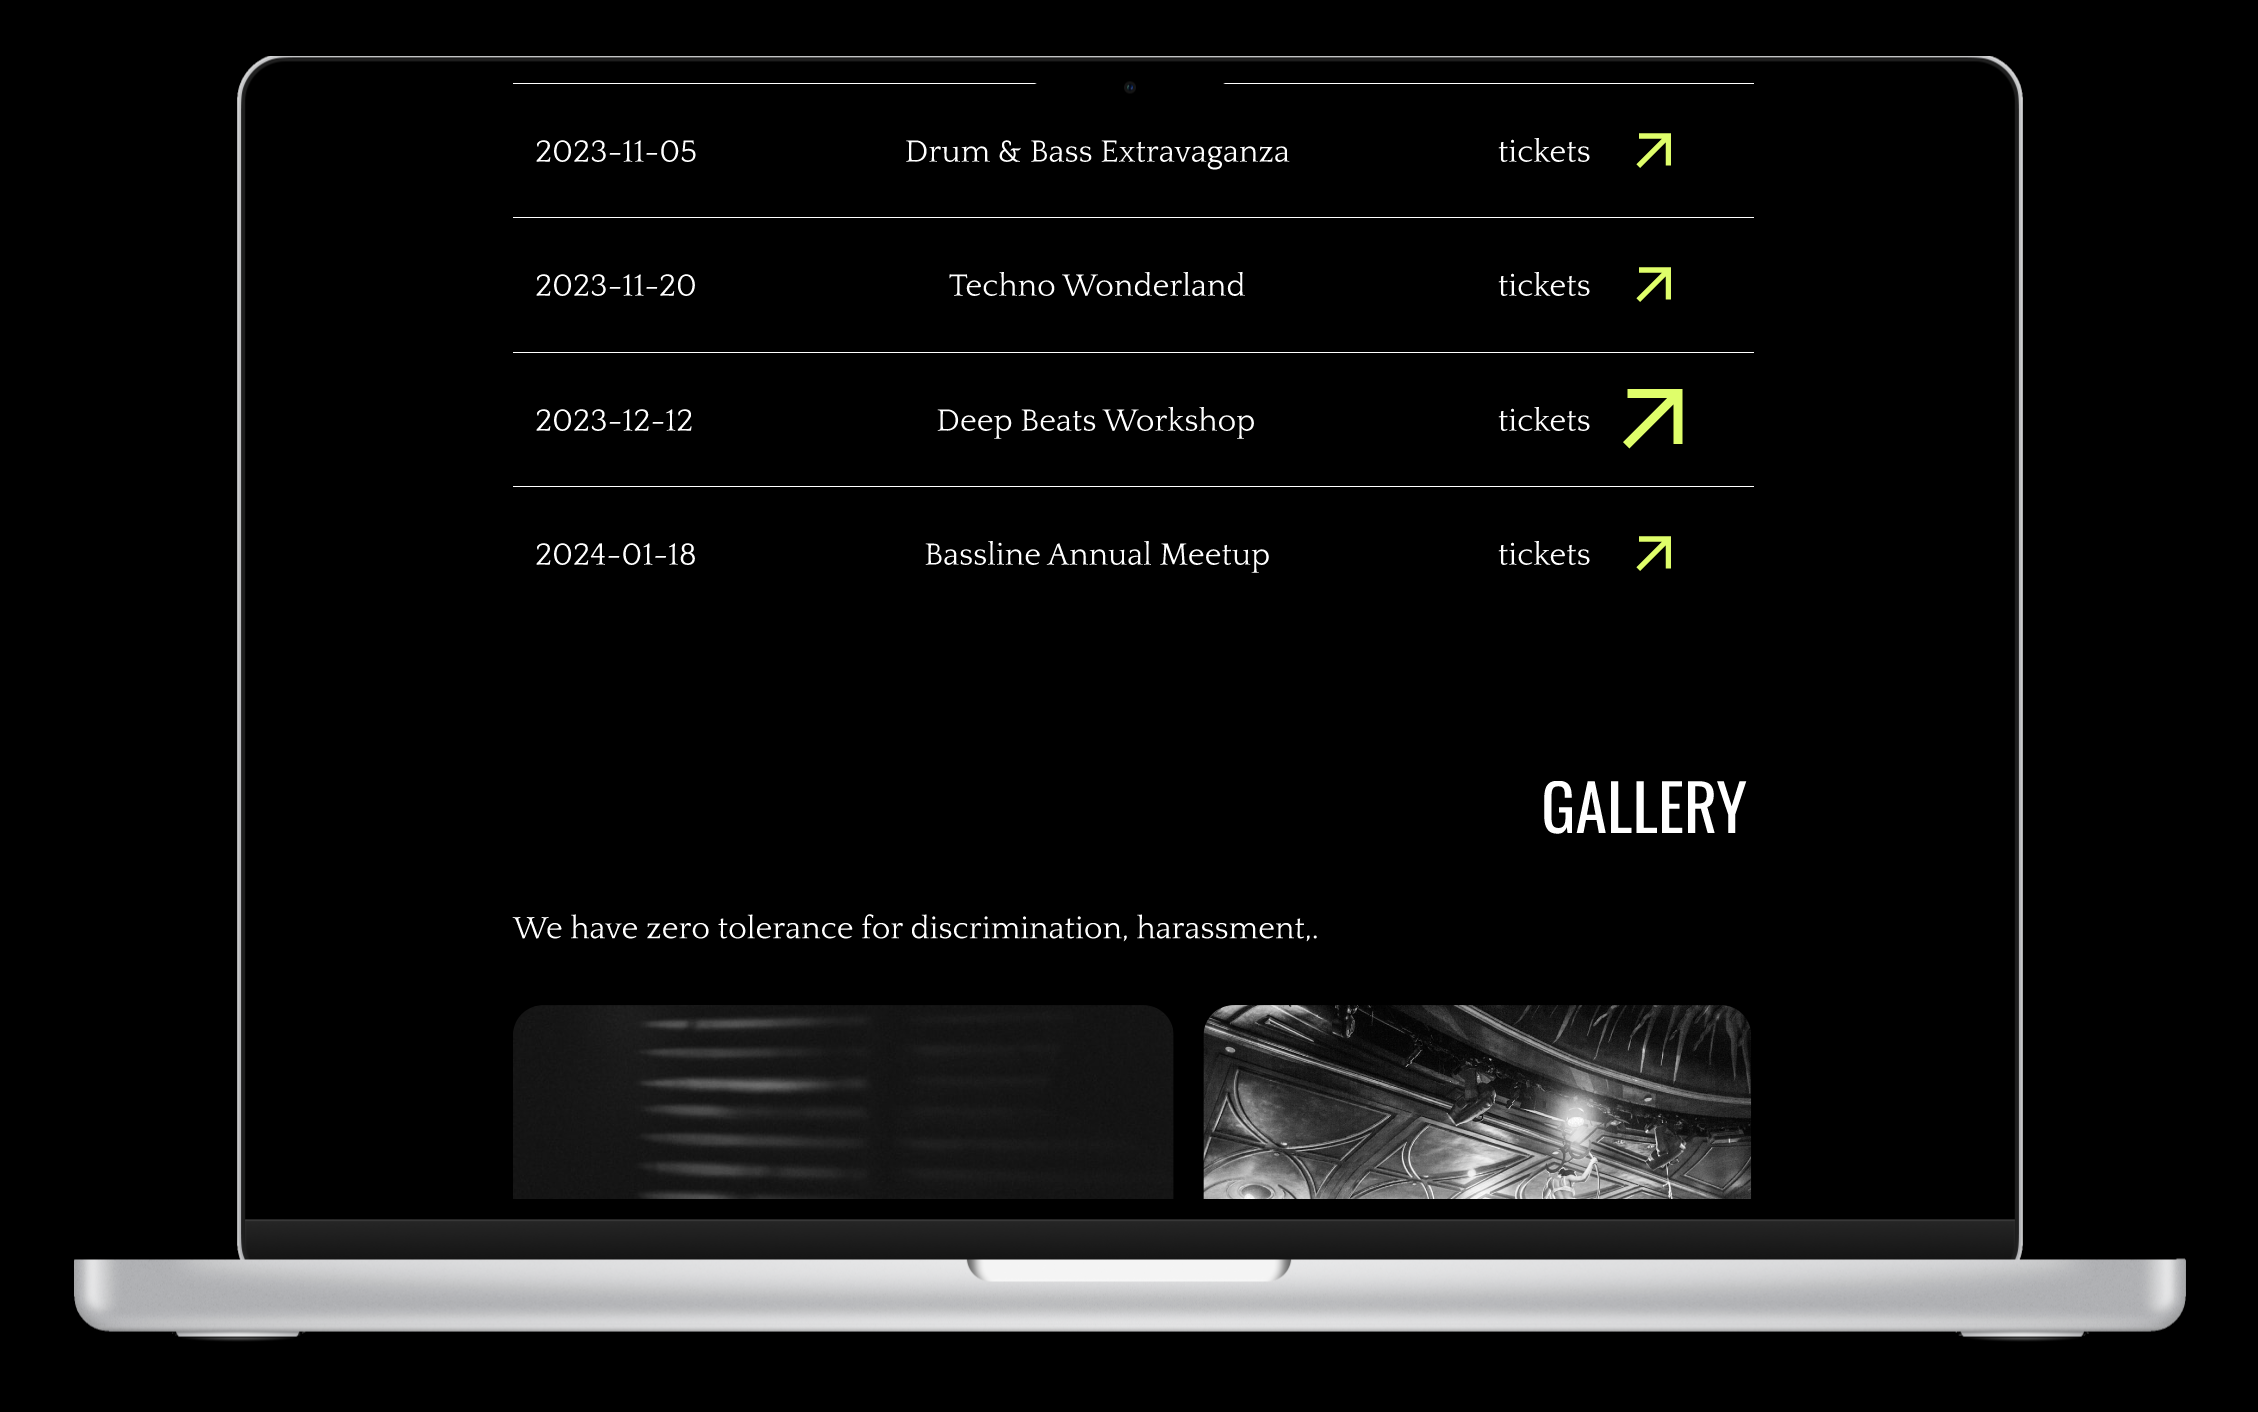 2023-11-05 Drum & Bass Extravaganza tickets
2023-11-20 Techno Wonderland tickets
2023-12-12 Deep Beats Workshop tickets
2024-01-18 Bassline Annual Meetup tickets
GALLERY
We have zero tolerance for discrimination, harassment,.